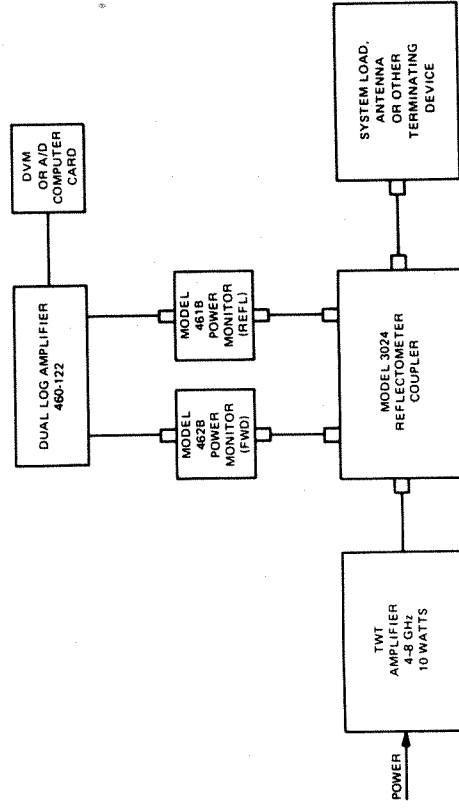 DVM
OR A/D
COMPUTER
CARD
DUAL LOG AMPLIFIER
460-122
MODEL
462B
POWER
MONITOR
(FWD)
MODEL
461B
POWER
MONITOR
(REFL)
POWER
TWT
AMPLIFIER
4-8 GHz
10 WATTS
MODEL 3024
REFLECTOMETER
COUPLER
SYSTEM LOAD,
ANTENNA
OR OTHER
TERMINATING
DEVICE